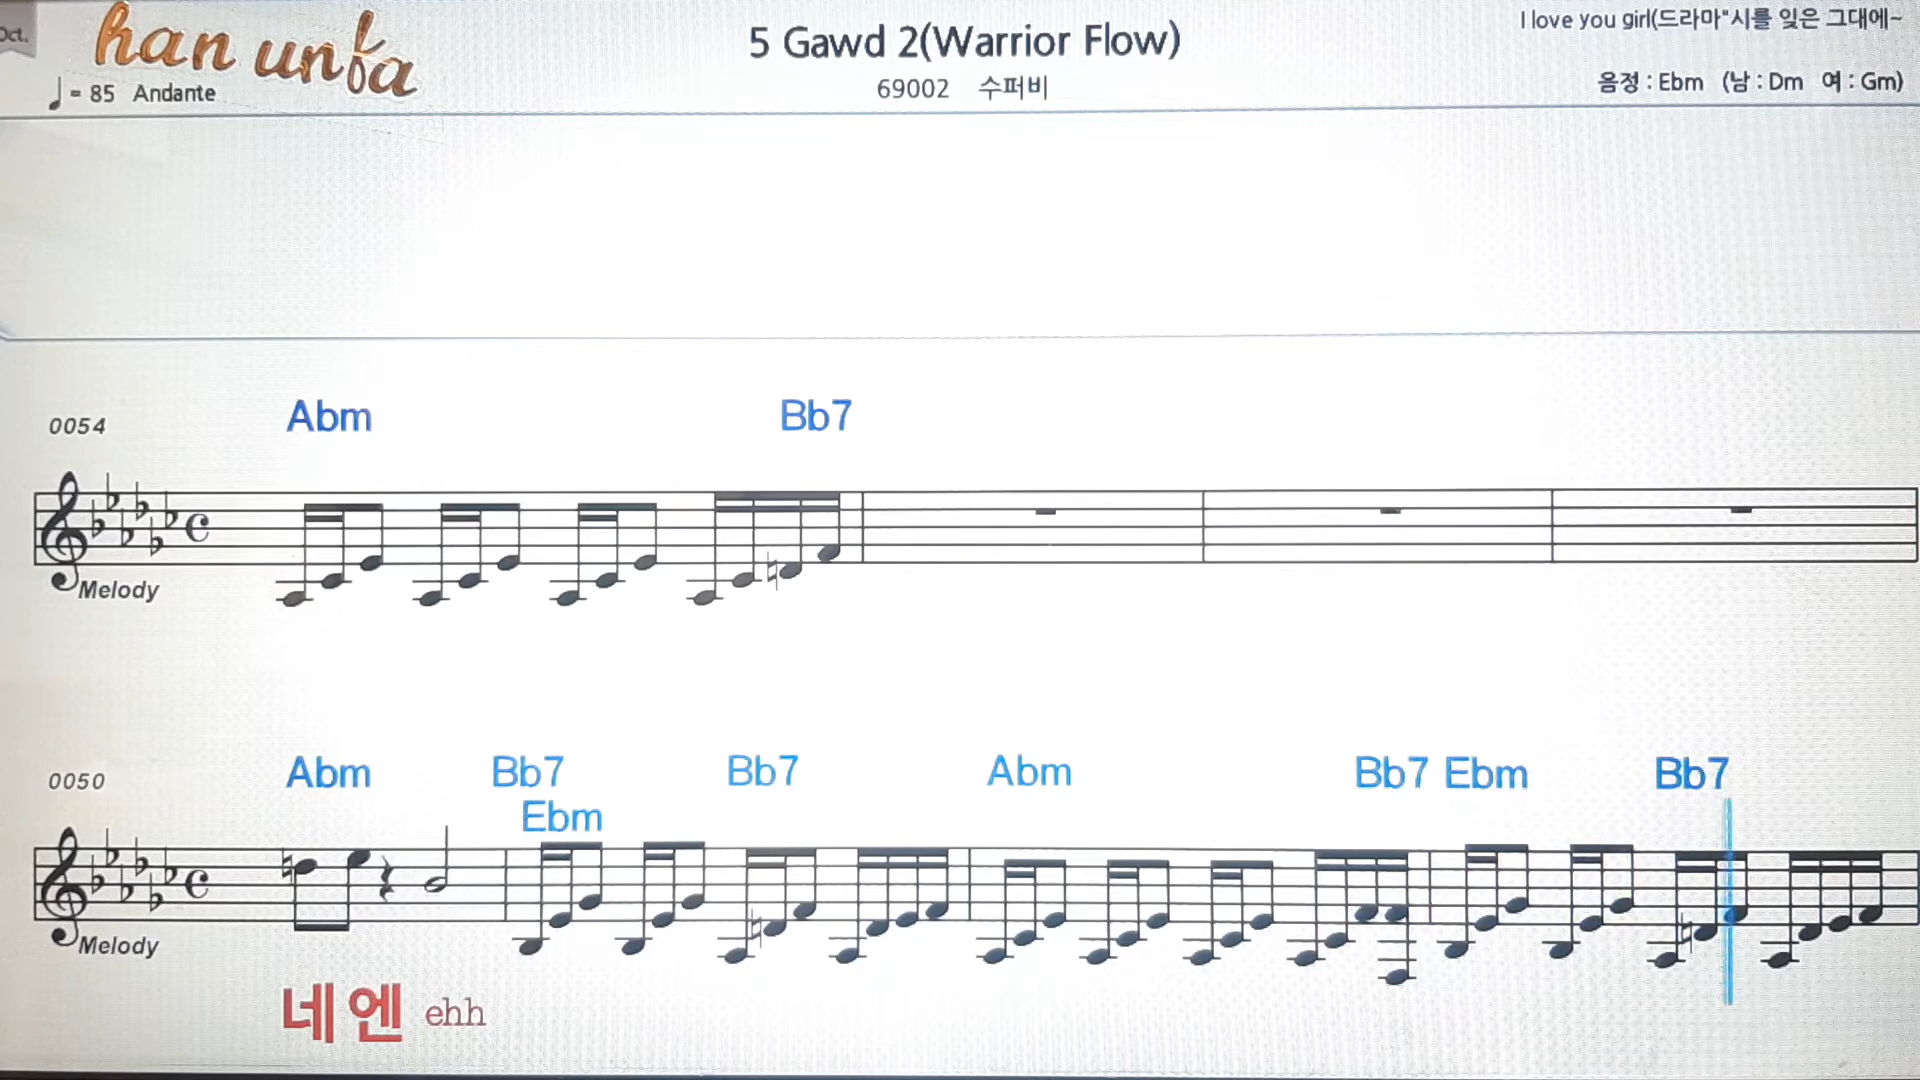 Oct.
han unba
= 85 Andante
5 Gawd 2(Warrior Flow)
69002 수퍼비
I love you girl(드라마"시를 잊은 그대에~
음정 : Ebm (남 : Dm 여 : Gm)
0054 Abm Bb7
Melody
0050 Abm Bb7 Bb7 Abm Bb7 Ebm Bb7
Ebm
Melody
네 엔 ehh